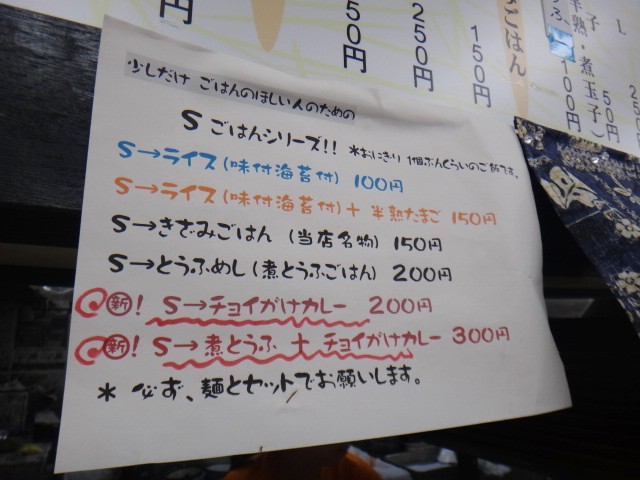 円
50円
250円
150円
ごはん
半熟・煮玉子
100円
50円
少しだけ ごはんのほしい人のための
S ごはんシリーズ!!
*おにぎり 1個ぶんくらいのご飯です。
S→ライス(味付海苔付) 100円
S→ライス(味付海苔付)+半熟たまご 150円
S→きざみごはん (当店名物) 150円
S→とうふめし(煮とうふごはん) 200円
新! S→チョイがけカレー 200円
新! S→煮とうふ + チョイがけカレー 300円
* 必ず、麺とセットでお願いします。